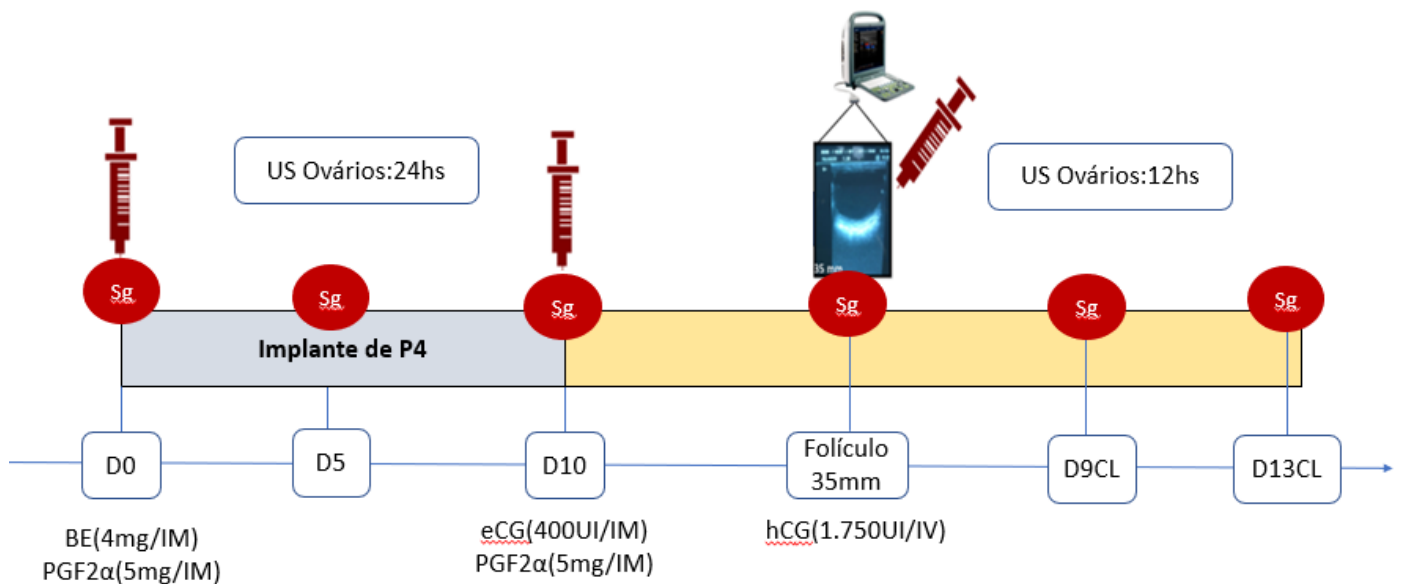 US Ovários:24hs
US Ovários:12hs
35 mm
Sg
Sg
Sg
Sg
Sg
Sg
Implante de P4
D0
D5
D10
Folículo
35mm
D9CL
D13CL
BE(4mg/IM)
PGF2α(5mg/IM)
eCG(400UI/IM)
PGF2α(5mg/IM)
hCG(1.750UI/IV)